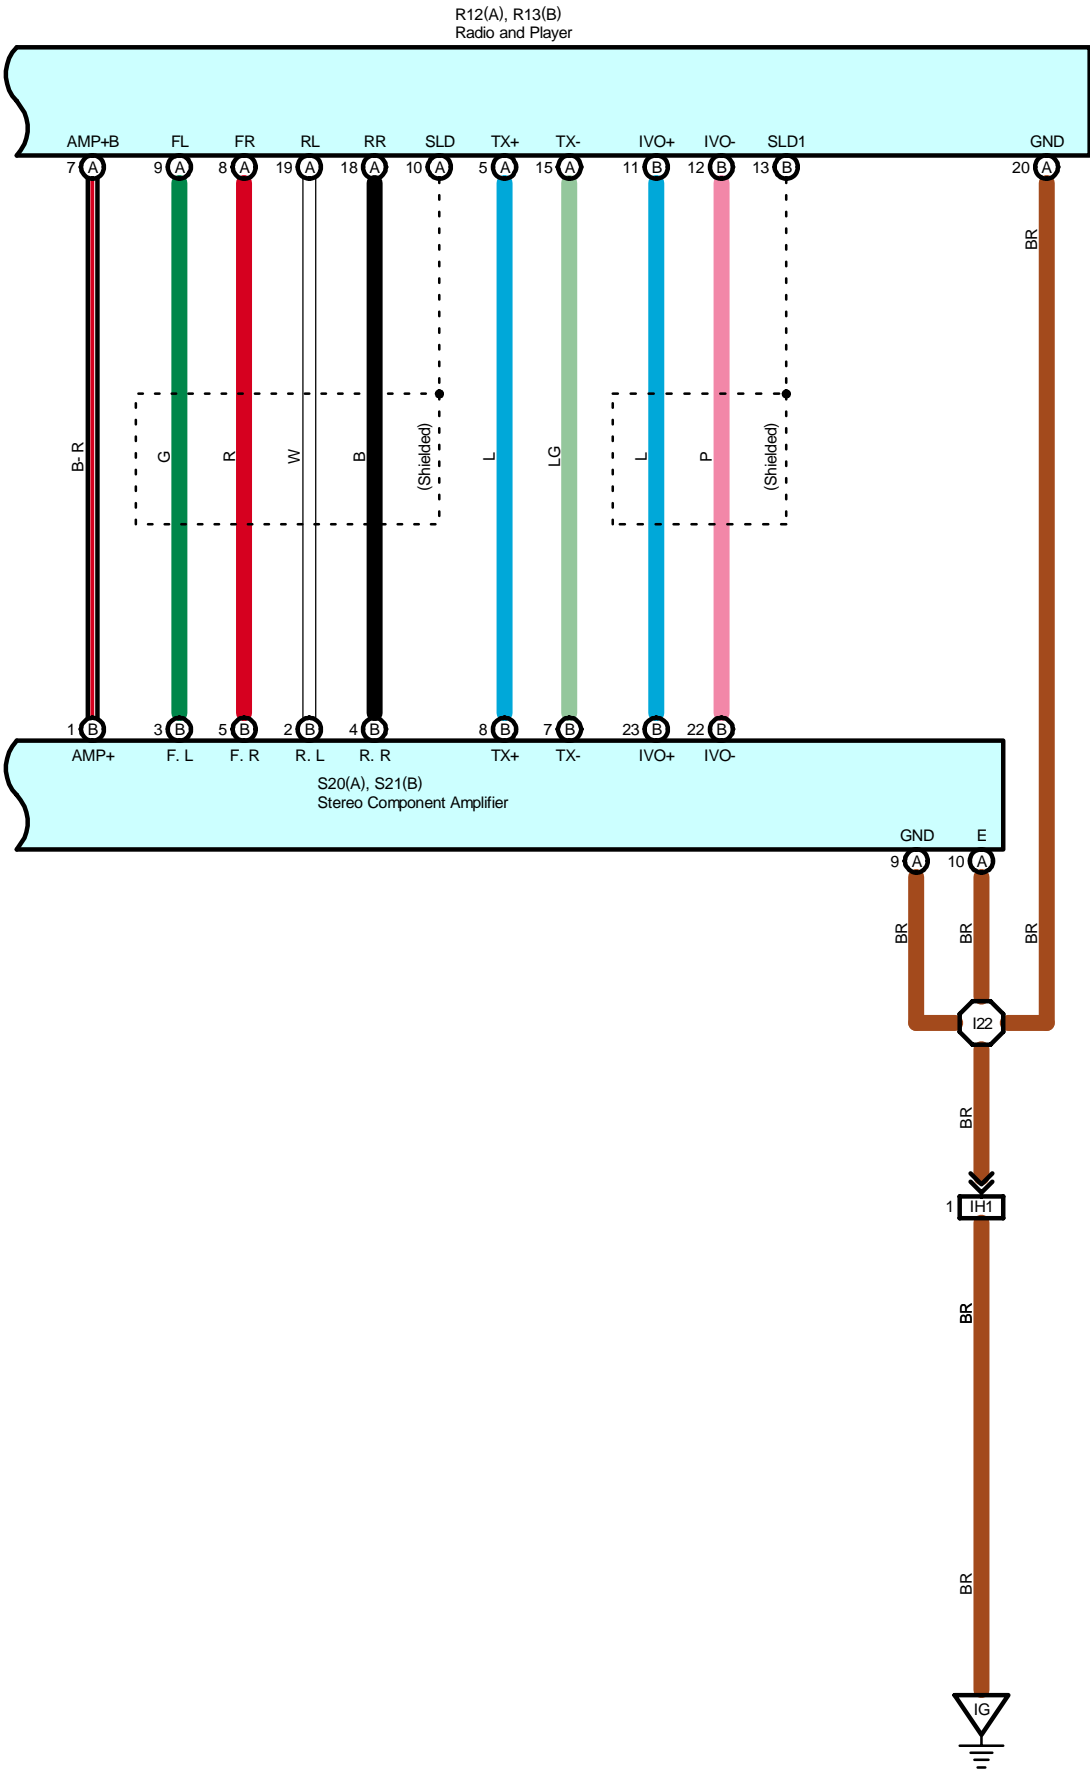 R12(A), R13(B)
Radio and Player
AMP+B FL FR RL RR SLD TX+ TX- IVO+ IVO- SLD1 GND
7 A 9 A 8 A 19 A 18 A 10 A 5 A 15 A 11 B 12 B 13 B 20 A
BR
B- R G R W B (Shielded) L LG L P (Shielded)
1 B 3 B 5 B 2 B 4 B 8 B 7 B 23 B 22 B
AMP+ F. L F. R R. L R. R TX+ TX- IVO+ IVO-
S20(A), S21(B)
Stereo Component Amplifier
GND E
9 A 10 A
BR BR BR
I22
BR
1 IH1
BR
BR
IG